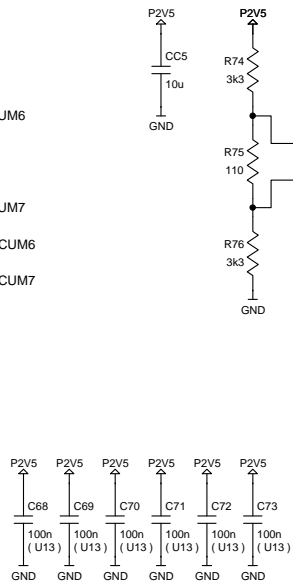 P2V5 P2V5
CC5
10u
GND
R74
3k3
UM6
R75
110
UM7
CUM6
R76
3k3
CUM7
GND
P2V5 P2V5 P2V5 P2V5 P2V5 P2V5
C68 C69 C70 C71 C72 C73
100n 100n 100n 100n 100n 100n
( U13 ) ( U13 ) ( U13 ) ( U13 ) ( U13 ) ( U13 )
GND GND GND GND GND GND